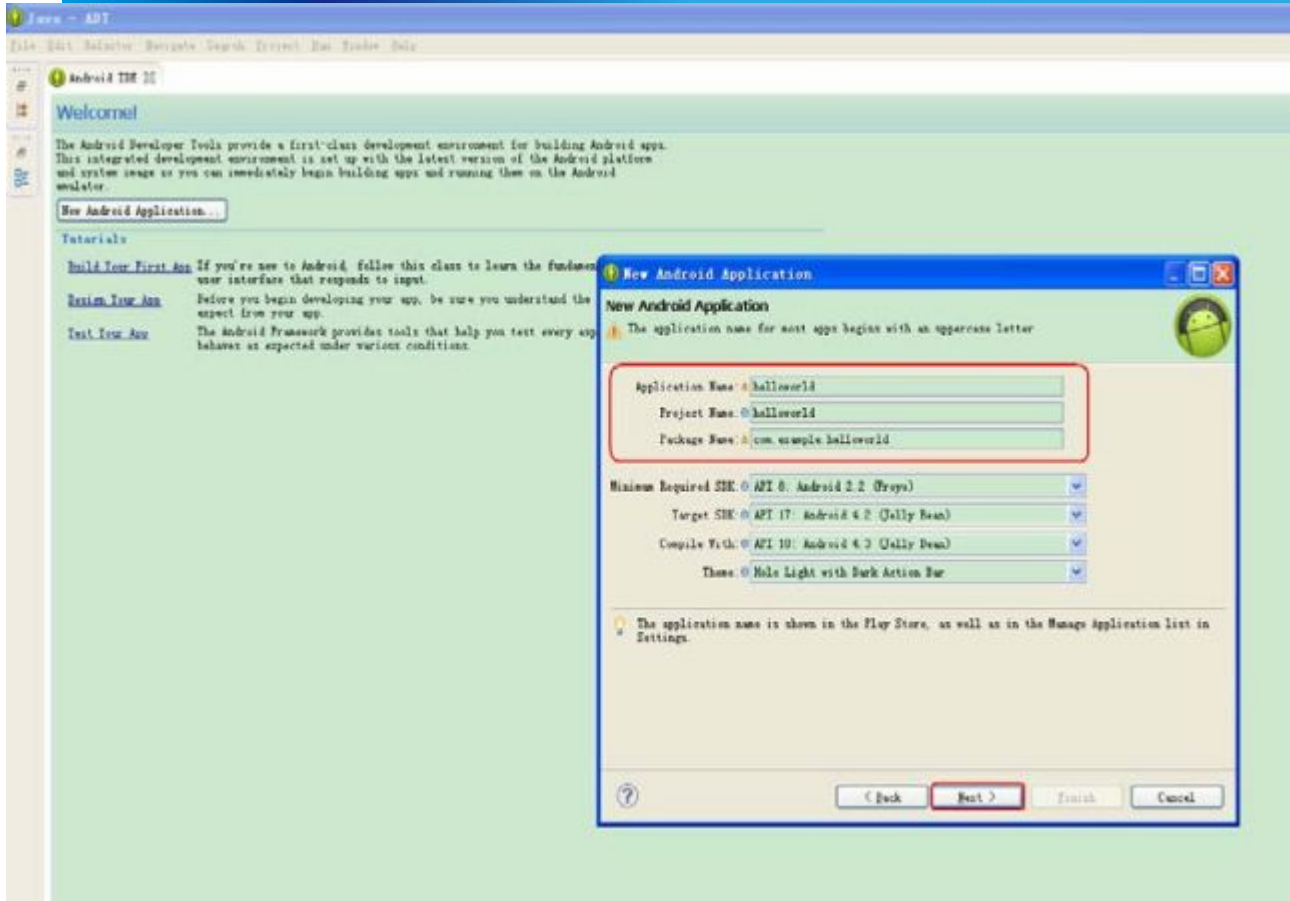 Java - ADT
File Edit Refactor Navigate Search Project Run Window Help
Android IDE
Welcome!
The Android Developer Tools provide a first-class development environment for building Android apps.
This integrated development environment is set up with the latest version of the Android platform
and system image so you can immediately begin building apps and running them on the Android
emulator.
New Android Application...
Tutorials
Build Your First App If you're new to Android, follow this class to learn the
user interface that responds to input.
Design Your App Before you begin developing your app, be sure you understand the
expect from your app.
Test Your App The Android Framework provides tools that help you test every
behaves as expected under various conditions.
New Android Application
New Android Application
The application name for most apps begins with an uppercase letter
Application Name:
Project Name:
Package Name:
Minimum Required SDK: API 8: Android 2.2 (Froyo)
Target SDK: API 17: Android 4.2 (Jelly Bean)
Compile With: Android 4.3 (Jelly Bean)
Theme: Holo Light with Dark Action Bar
The application name is shown in the Play Store, as well as in the Manage Application list in
Settings.
< Back
Next >
Finish
Cancel